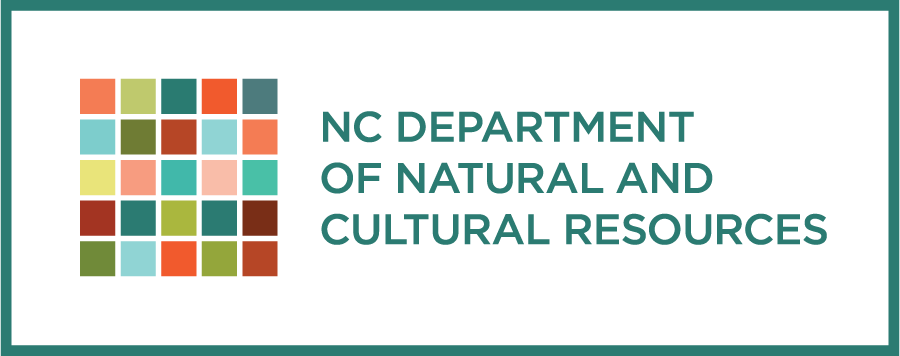 NC DEPARTMENT
OF NATURAL AND
CULTURAL RESOURCES